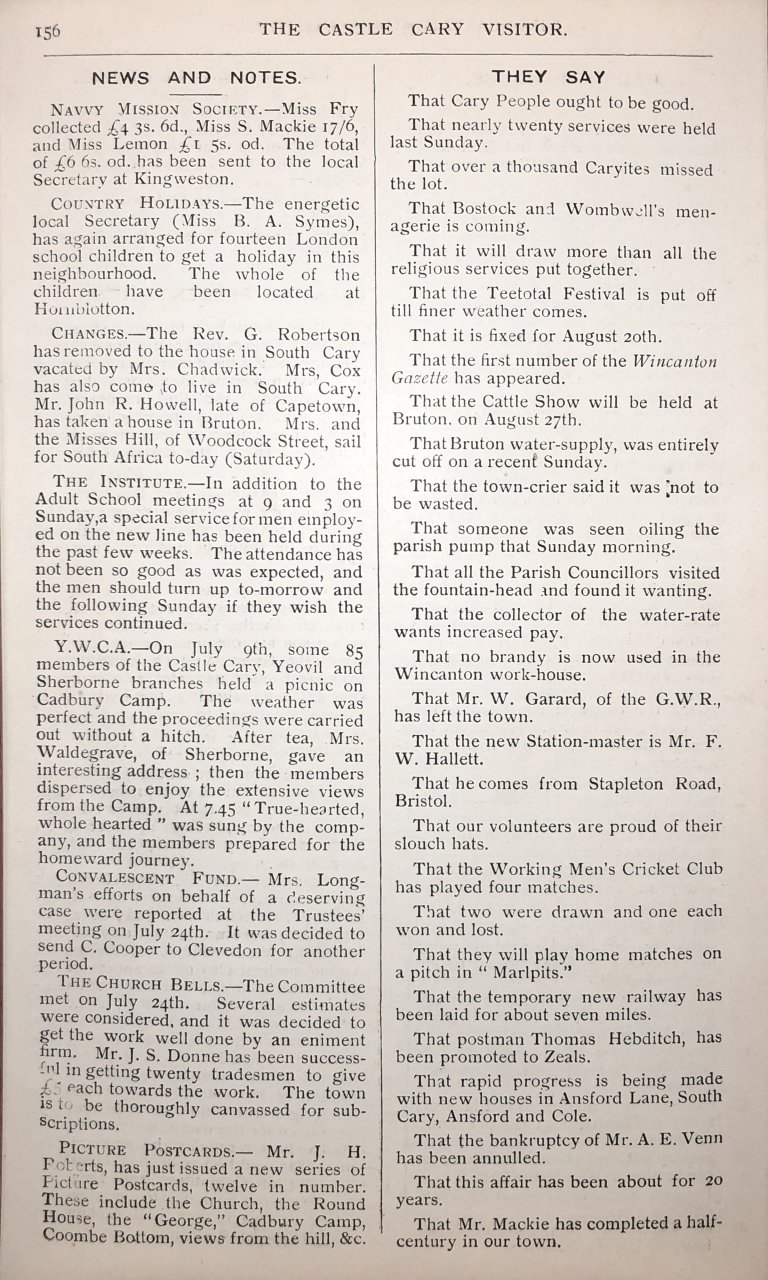 156
THE CASTLE CARY VISITOR.
NEWS AND NOTES.
NAVVY MISSION SOCIETY.—Miss Fry
collected £4 3s. 6d., Miss S. Mackie 17/6,
and Miss Lemon £1 5s. od. The total
of £6 6s. od. has been sent to the local
Secretary at Kingweston.
COUNTRY HOLIDAYS.—The energetic
local Secretary (Miss B. A. Symes),
has again arranged for fourteen London
school children to get a holiday in this
neighbourhood. The whole of the
children have been located at
Hornblotton.
CHANGES.—The Rev. G. Robertson
has removed to the house in South Cary
vacated by Mrs. Chadwick. Mrs, Cox
has also come to live in South Cary.
Mr. John R. Howell, late of Capetown,
has taken a house in Bruton. Mrs. and
the Misses Hill, of Woodcock Street, sail
for South Africa to-day (Saturday).
THE INSTITUTE.—In addition to the
Adult School meetings at 9 and 3 on
Sunday,a special service for men employ-
ed on the new line has been held during
the past few weeks. The attendance has
not been so good as was expected, and
the men should turn up to-morrow and
the following Sunday if they wish the
services continued.
Y.W.C.A.—On July 9th, some 85
members of the Castle Cary, Yeovil and
Sherborne branches held a picnic on
Cadbury Camp. The weather was
perfect and the proceedings were carried
out without a hitch. After tea, Mrs.
Waldegrave, of Sherborne, gave an
interesting address ; then the members
dispersed to enjoy the extensive views
from the Camp. At 7.45 “ True-hearted,
whole hearted ” was sung by the comp-
any, and the members prepared for the
homeward journey.
CONVALESCENT FUND.— Mrs. Long-
man's efforts on behalf of a deserving
case were reported at the Trustees'
meeting on July 24th. It was decided to
send C. Cooper to Clevedon for another
period.
THE CHURCH BELLS.—The Committee
met on July 24th. Several estimates
were considered, and it was decided to
get the work well done by an eniment
firm. Mr. J. S. Donne has been success-
ful in getting twenty tradesmen to give
£5 each towards the work. The town
is to be thoroughly canvassed for sub-
scriptions.
PICTURE POSTCARDS.— Mr. J. H.
Roberts, has just issued a new series of
Picture Postcards, twelve in number.
These include the Church, the Round
House, the “George,” Cadbury Camp,
Coombe Bottom, views from the hill, &c.
THEY SAY
That Cary People ought to be good.
That nearly twenty services were held
last Sunday.
That over a thousand Caryites missed
the lot.
That Bostock and Wombwell's men-
agerie is coming.
That it will draw more than all the
religious services put together.
That the Teetotal Festival is put off
till finer weather comes.
That it is fixed for August 20th.
That the first number of the Wincanton
Gazette has appeared.
That the Cattle Show will be held at
Bruton. on August 27th.
That Bruton water-supply, was entirely
cut off on a recent Sunday.
That the town-crier said it was not to
be wasted.
That someone was seen oiling the
parish pump that Sunday morning.
That all the Parish Councillors visited
the fountain-head and found it wanting.
That the collector of the water-rate
wants increased pay.
That no brandy is now used in the
Wincanton work-house.
That Mr. W. Garard, of the G.W.R.,
has left the town.
That the new Station-master is Mr. F.
W. Hallett.
That he comes from Stapleton Road,
Bristol.
That our volunteers are proud of their
slouch hats.
That the Working Men's Cricket Club
has played four matches.
That two were drawn and one each
won and lost.
That they will play home matches on
a pitch in “ Marlpits.”
That the temporary new railway has
been laid for about seven miles.
That postman Thomas Hebditch, has
been promoted to Zeals.
That rapid progress is being made
with new houses in Ansford Lane, South
Cary, Ansford and Cole.
That the bankruptcy of Mr. A. E. Venn
has been annulled.
That this affair has been about for 20
years.
That Mr. Mackie has completed a half-
century in our town.